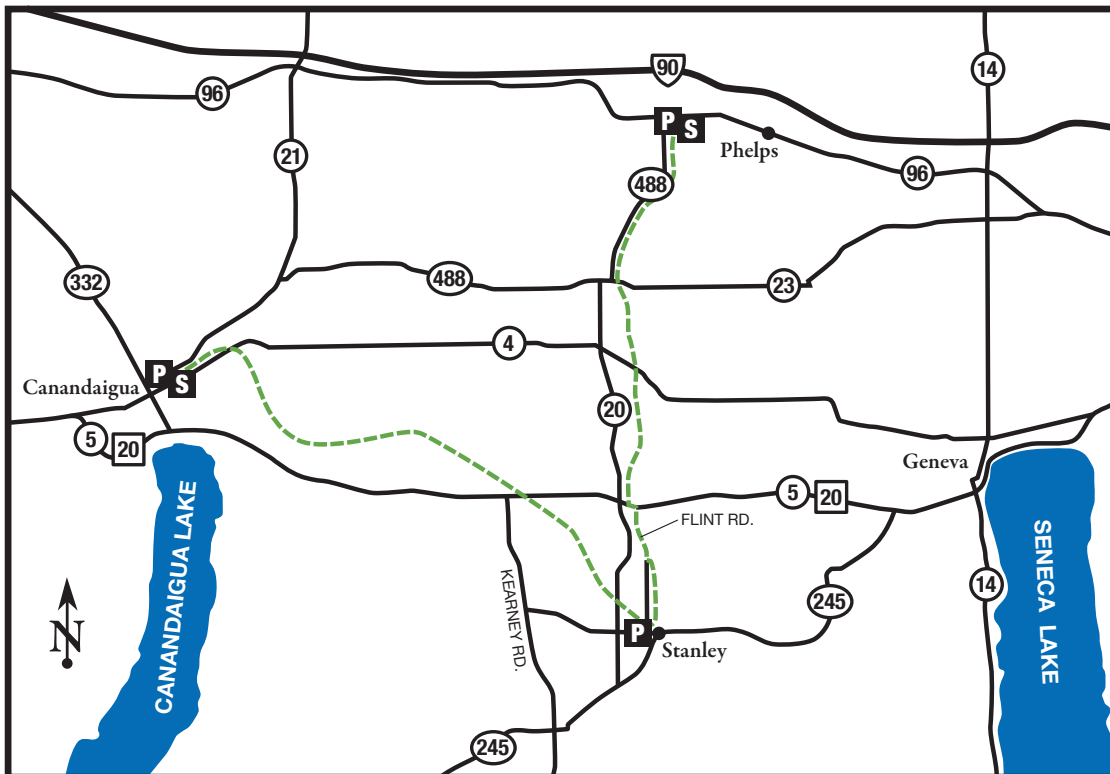 90
14
96
P
S
Phelps
21
96
488
332
488
23
4
P
S
Canandaigua
20
5
20
Geneva
5
20
FLINT RD.
CANANDAIGUA LAKE
SENECA LAKE
KEARNEY RD.
14
245
N
P
Stanley
245